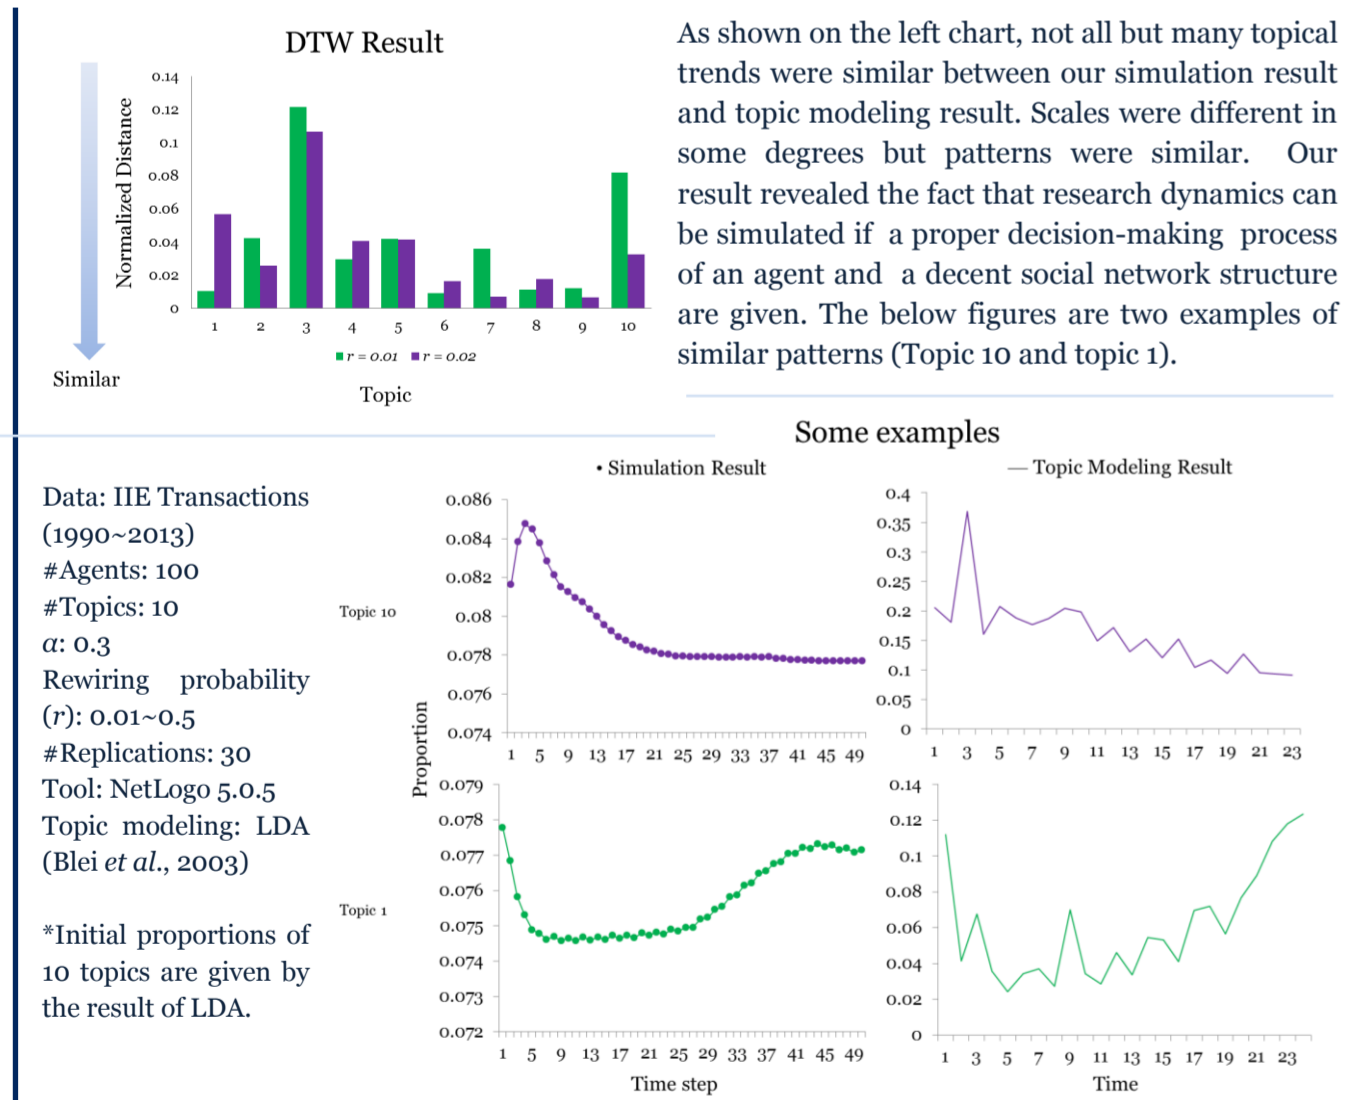 DTW Result
Normalized Distance
0.14
0.12
0.1
0.08
0.06
0.04
0.02
0
1 2 3 4 5 6 7 8 9 10
r = 0.01 r = 0.02
Topic
Similar
As shown on the left chart, not all but many topical
trends were similar between our simulation result
and topic modeling result. Scales were different in
some degrees but patterns were similar. Our
result revealed the fact that research dynamics can
be simulated if a proper decision-making process
of an agent and a decent social network structure
are given. The below figures are two examples of
similar patterns (Topic 10 and topic 1).
Data: IIE Transactions
(1990~2013)
#Agents: 100
#Topics: 10
α: 0.3
Rewiring probability
(r): 0.01~0.5
#Replications: 30
Tool: NetLogo 5.0.5
Topic modeling: LDA
(Blei et al., 2003)
*Initial proportions of
10 topics are given by
the result of LDA.
Some examples
• Simulation Result
— Topic Modeling Result
Topic 10
Proportion
0.086
0.084
0.082
0.08
0.078
0.076
0.074
1 5 9 13 17 21 25 29 33 37 41 45 49
0.4
0.35
0.3
0.25
0.2
0.15
0.1
0.05
0
1 3 5 7 9 11 13 15 17 19 21 23
Topic 1
0.079
0.078
0.077
0.076
0.075
0.074
0.073
0.072
1 5 9 13 17 21 25 29 33 37 41 45 49
Time step
0.14
0.12
0.1
0.08
0.06
0.04
0.02
0
1 3 5 7 9 11 13 15 17 19 21 23
Time